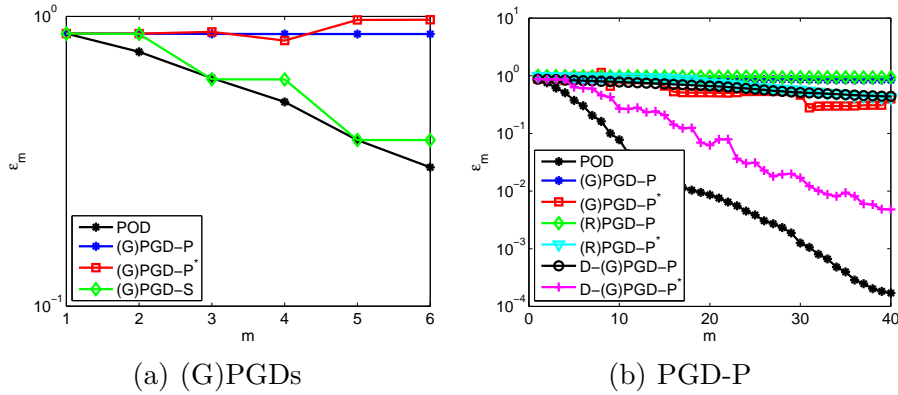 10^0
10^-1
ε_m
1 2 3 4 5 6
m
POD
(G)PGD−P
(G)PGD−P*
(G)PGD−S
(a) (G)PGDs
10^1
10^0
10^-1
10^-2
10^-3
10^-4
ε_m
0 10 20 30 40
m
POD
(G)PGD−P
(G)PGD−P*
(R)PGD−P
(R)PGD−P*
D−(G)PGD−P
D−(G)PGD−P*
(b) PGD-P